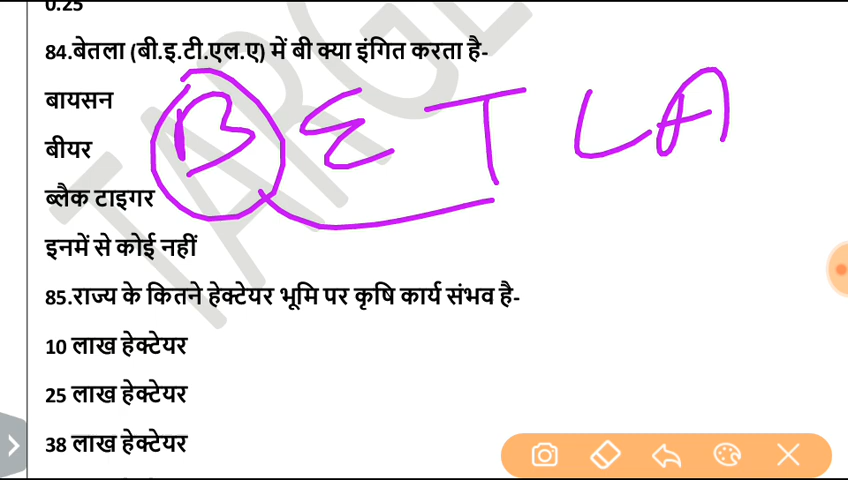 0.25
84.बेतला (बी.इ.टी.एल.ए) में बी क्या इंगित करता है-
बायसन
BETLA
बीयर
ब्लैक टाइगर
इनमें से कोई नहीं
85.राज्य के कितने हेक्टेयर भूमि पर कृषि कार्य संभव है-
10 लाख हेक्टेयर
25 लाख हेक्टेयर
38 लाख हेक्टेयर